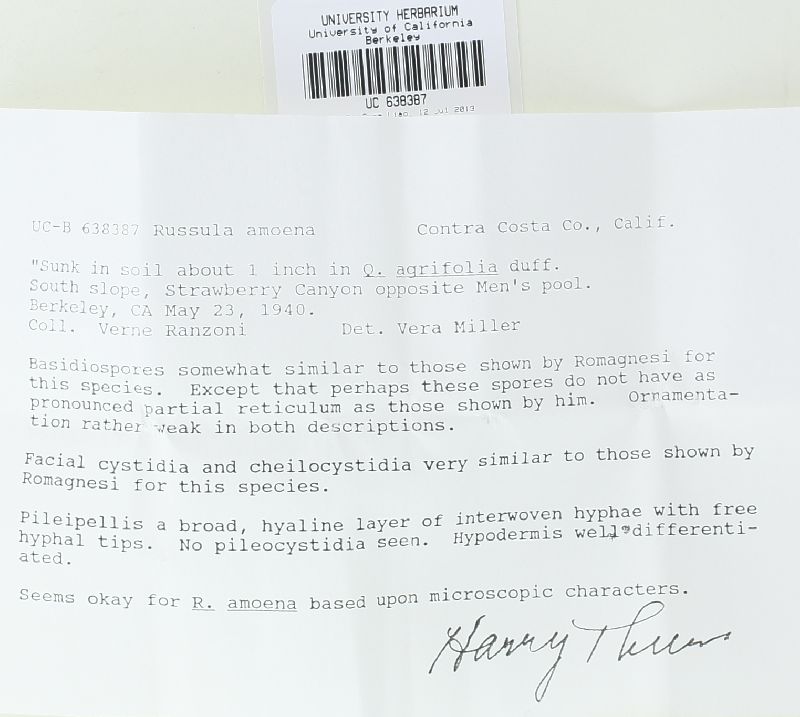 UNIVERSITY HERBARIUM
University of California
Berkeley
UC 638387
12 Jul 2013
UC-B 638387 Russula amoena Contra Costa Co., Calif.
"Sunk in soil about 1 inch in Q. agrifolia duff.
South slope, Strawberry Canyon opposite Men's pool.
Berkeley, CA May 23, 1940.
Coll. Verne Ranzoni Det. Vera Miller
Basidiospores somewhat similar to those shown by Romagnesi for
this species. Except that perhaps these spores do not have as
pronounced partial reticulum as those shown by him. Ornamenta-
tion rather weak in both descriptions.
Facial cystidia and cheilocystidia very similar to those shown by
Romagnesi for this species.
Pileipellis a broad, hyaline layer of interwoven hyphae with free
hyphal tips. No pileocystidia seen. Hypodermis well differenti-
ated.
Seems okay for R. amoena based upon microscopic characters.
Harry Thiers